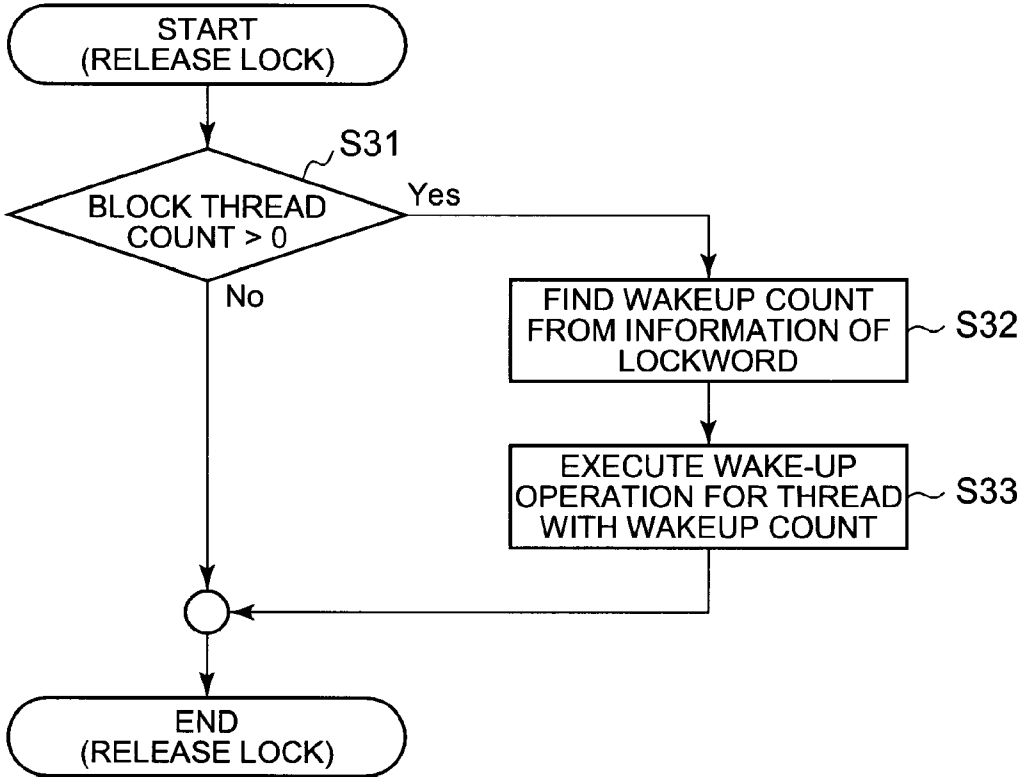 START
(RELEASE LOCK)
S31
BLOCK THREAD
COUNT > 0
Yes
No
FIND WAKEUP COUNT
FROM INFORMATION OF
LOCKWORD
S32
EXECUTE WAKE-UP
OPERATION FOR THREAD
WITH WAKEUP COUNT
S33
END
(RELEASE LOCK)